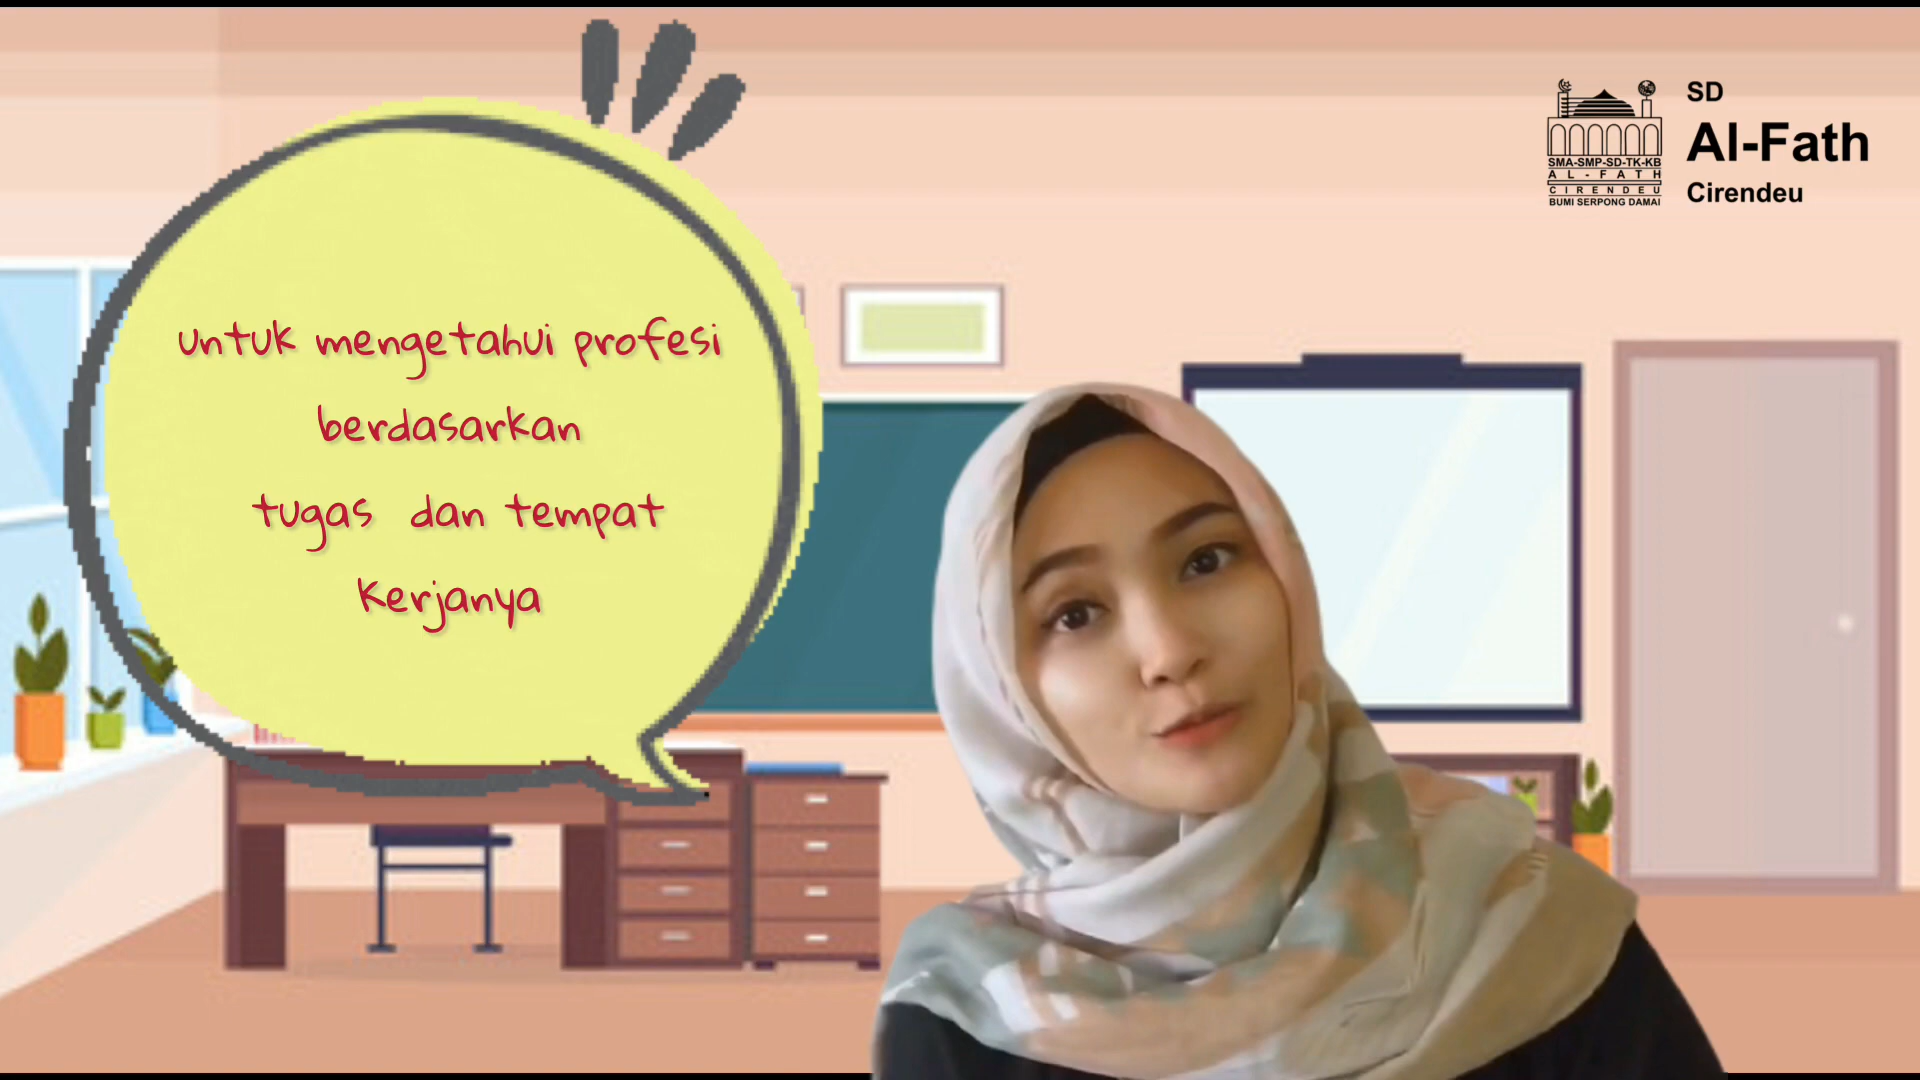 untuk mengetahui profesi
berdasarkan
tugas dan tempat
kerjanya
SD
Al-Fath
Cirendeu
SMA-SMP-SD-TK-KB
AL-FATH
CIRENDEU
BUMI SERPONG DAMAI